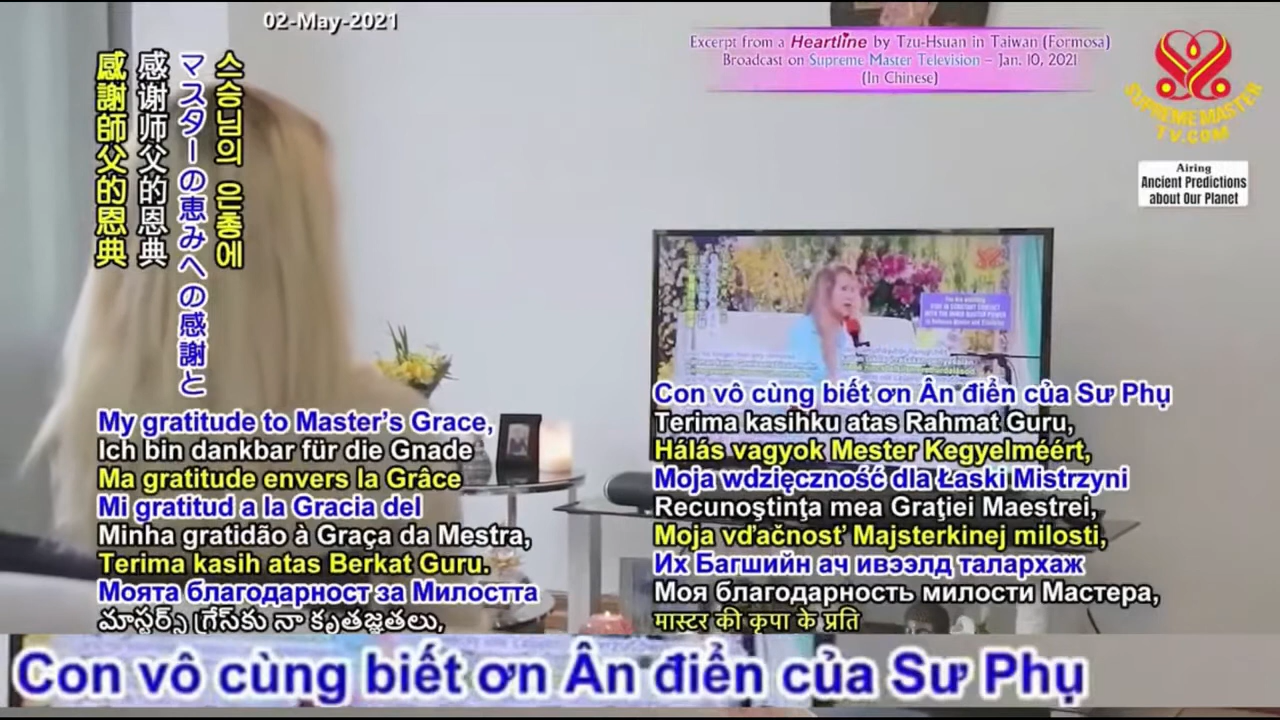 02-May-2021
Excerpt from a Heartline by Tzu-Hsuan in Taiwan (Formosa)
Broadcast on Supreme Master Television – Jan. 10, 2021
(In Chinese)
SUPREME MASTER
TV.COM
Airing
Ancient Predictions
about Our Planet
스승님의 은총에
マスターの恵みへの感謝と
感谢师父的恩典
感謝師父的恩典
My gratitude to Master's Grace,
Ich bin dankbar für die Gnade
Ma gratitude envers la Grâce
Mi gratitud a la Gracia del
Minha gratidão à Graça da Mestra,
Terima kasih atas Berkat Guru.
Моята благодарност за Милостта
మాస్టర్స్ గ్రేస్‌కు నా కృతజ్ఞతలు,
Con vô cùng biết ơn Ân điển của Sư Phụ
Terima kasihku atas Rahmat Guru,
Hálás vagyok Mester Kegyelméért,
Moja wdzięczność dla Łaski Mistrzyni
Recunoştinţa mea Graţiei Maestrei,
Moja vďačnosť Majsterkinej milosti,
Их Багшийн ач ивээлд талархаж
Моя благодарность милости Мастера,
मास्टर की कृपा के प्रति
Con vô cùng biết ơn Ân điển của Sư Phụ